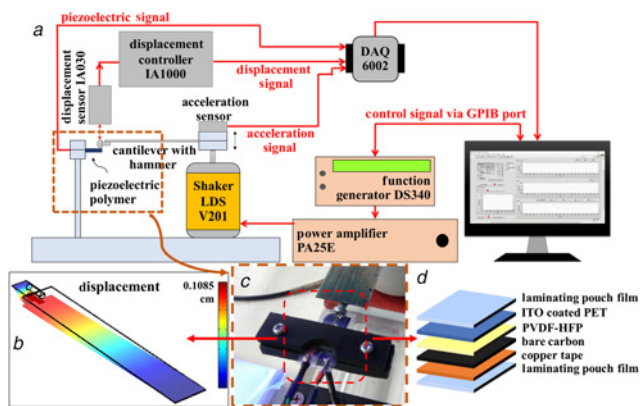 piezoelectric signal
a
displacement
sensor IA030
displacement
controller
IA1000
displacement
signal
DAQ
6002
acceleration
sensor
acceleration
signal
control signal via GPIB port
cantilever with
hammer
piezoelectric
polymer
Shaker
LDS
V201
function
generator DS340
power amplifier
PA25E
b
displacement
0.1085
cm
c
d
laminating pouch film
ITO coated PET
PVDF-HFP
bare carbon
copper tape
laminating pouch film